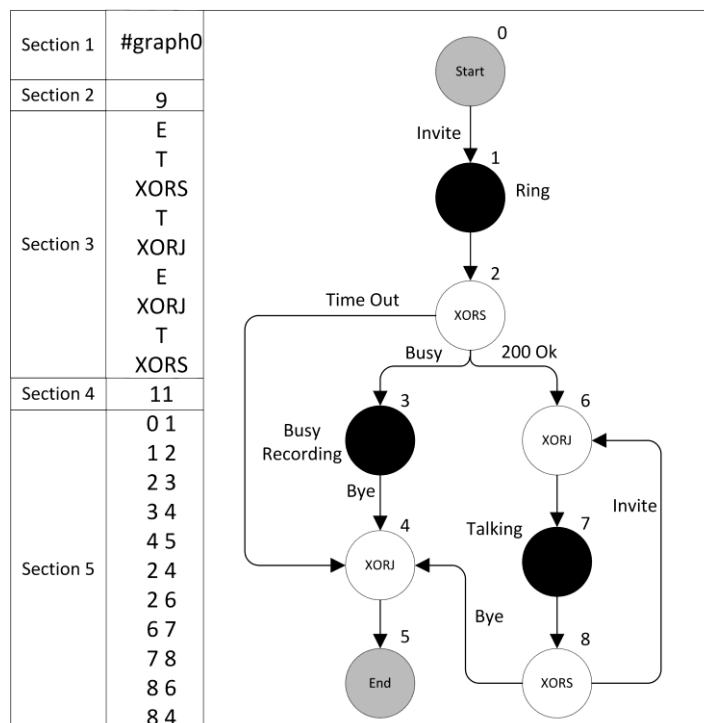 Section 1
#graph0
Section 2
9
Section 3
E
T
XORS
T
XORJ
E
XORJ
T
XORS
Section 4
11
Section 5
0 1
1 2
2 3
3 4
4 5
2 4
2 6
6 7
7 8
8 6
8 4
0
Start
Invite
1
Ring
2
XORS
Time Out
Busy
200 Ok
3
Busy
Recording
6
XORJ
Bye
Invite
4
XORJ
Talking
7
Bye
5
End
8
XORS